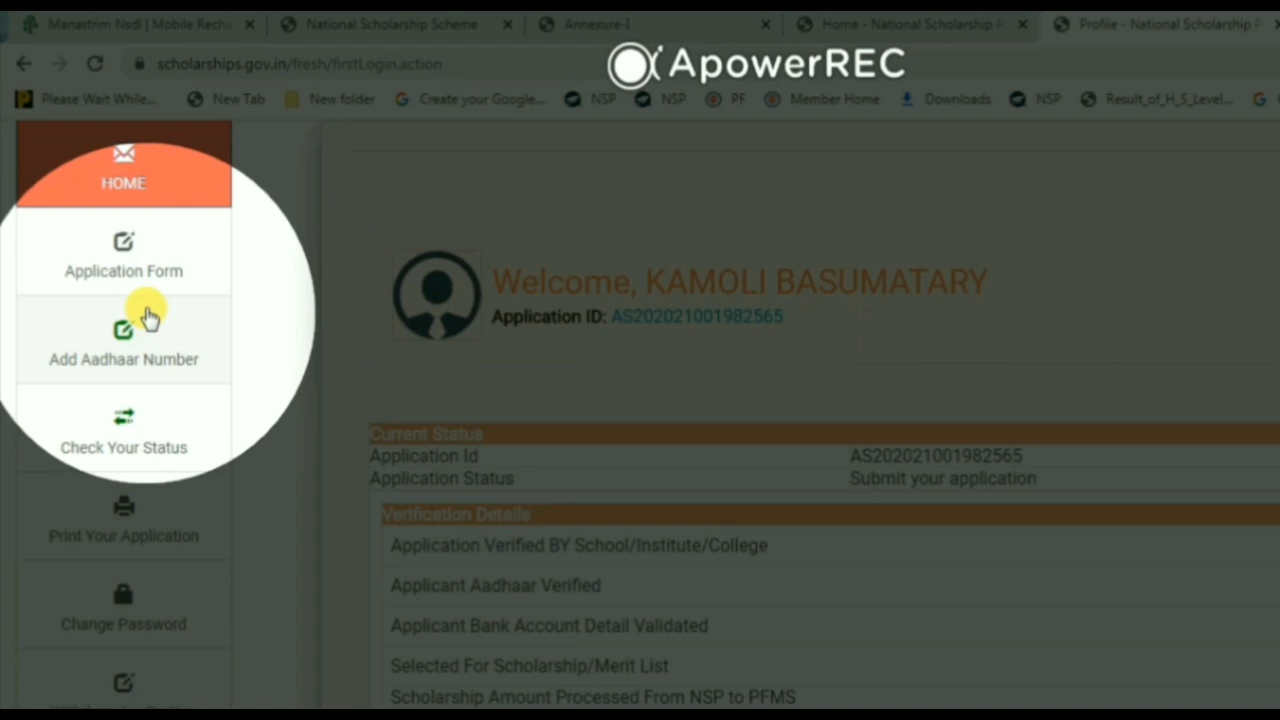 Manastrim Nsdl | Mobile Recha
National Scholarship Scheme
Annexure-I
Home - National Scholarship P
Profile - National Scholarship P
scholarships.gov.in/fresh/firstLogin.action
ApowerREC
Please Wait While...
New Tab
New folder
Create your Google...
NSP
NSP
PF
Member Home
Downloads
NSP
Result_of_H_S_Level...
HOME
Application Form
Add Aadhaar Number
Check Your Status
Print Your Application
Change Password
Welcome, KAMOLI BASUMATARY
Application ID: AS202021001982565
Current Status
Application Id AS202021001982565
Application Status Submit your application
Verification Details
Application Verified BY School/Institute/College
Applicant Aadhaar Verified
Applicant Bank Account Detail Validated
Selected For Scholarship/Merit List
Scholarship Amount Processed From NSP to PFMS